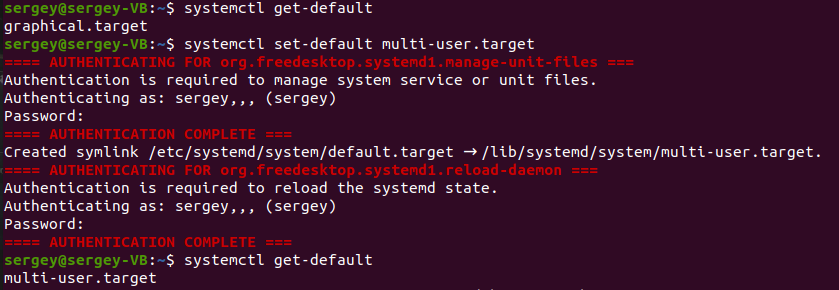 sergey@sergey-VB:~$ systemctl get-default
graphical.target
sergey@sergey-VB:~$ systemctl set-default multi-user.target
==== AUTHENTICATING FOR org.freedesktop.systemd1.manage-unit-files ===
Authentication is required to manage system service or unit files.
Authenticating as: sergey,,, (sergey)
Password:
==== AUTHENTICATION COMPLETE ===
Created symlink /etc/systemd/system/default.target → /lib/systemd/system/multi-user.target.
==== AUTHENTICATING FOR org.freedesktop.systemd1.reload-daemon ===
Authentication is required to reload the systemd state.
Authenticating as: sergey,,, (sergey)
Password:
==== AUTHENTICATION COMPLETE ===
sergey@sergey-VB:~$ systemctl get-default
multi-user.target